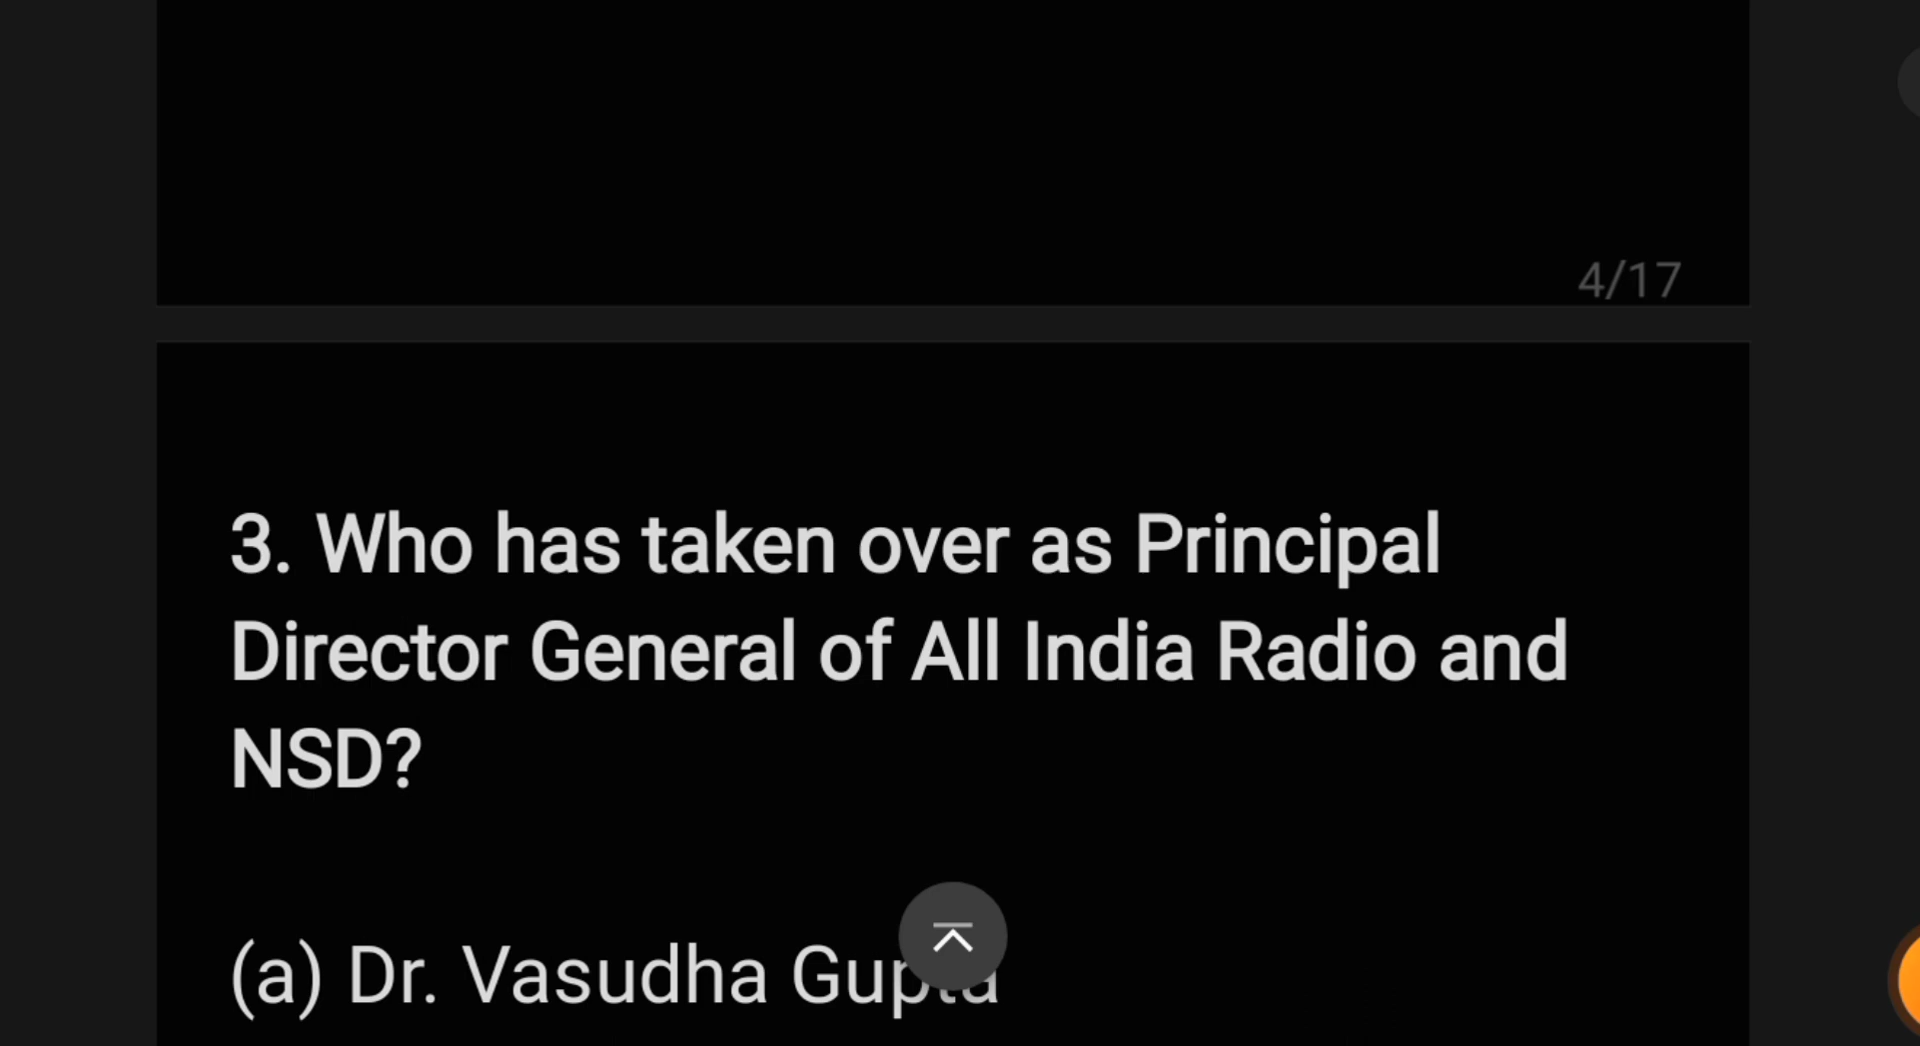 4/17
3. Who has taken over as Principal
Director General of All India Radio and
NSD?
(a) Dr. Vasudha Gupta